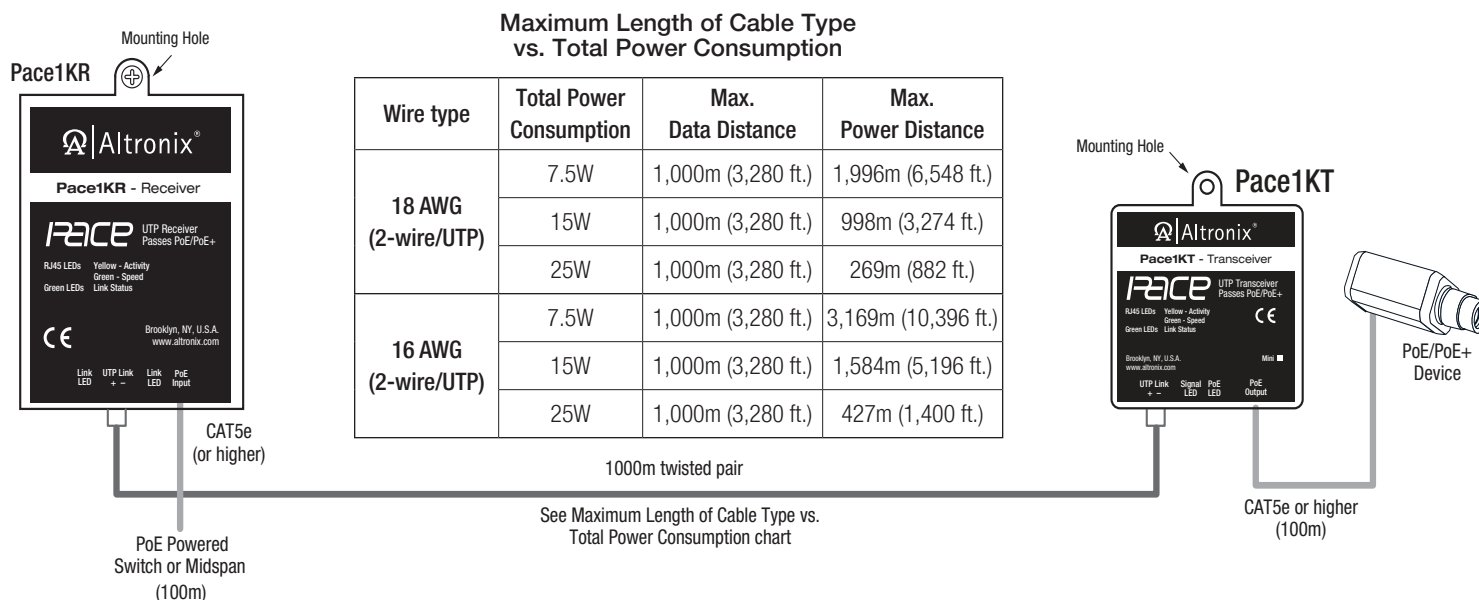 Maximum Length of Cable Type
vs. Total Power Consumption
Mounting Hole
Pace1KR
Altronix®
Pace1KR - Receiver
PACE
UTP Receiver
Passes PoE/PoE+
RJ45 LEDs Yellow - Activity
Green - Speed
Green LEDs Link Status
CE
Brooklyn, NY, U.S.A.
www.altronix.com
Link UTP Link Link PoE
LED + – LED Input
CAT5e
(or higher)
PoE Powered
Switch or Midspan
(100m)
Wire type Total Power Consumption Max. Data Distance Max. Power Distance
18 AWG
(2-wire/UTP)
7.5W 1,000m (3,280 ft.) 1,996m (6,548 ft.)
15W 1,000m (3,280 ft.) 998m (3,274 ft.)
25W 1,000m (3,280 ft.) 269m (882 ft.)
16 AWG
(2-wire/UTP)
7.5W 1,000m (3,280 ft.) 3,169m (10,396 ft.)
15W 1,000m (3,280 ft.) 1,584m (5,196 ft.)
25W 1,000m (3,280 ft.) 427m (1,400 ft.)
1000m twisted pair
See Maximum Length of Cable Type vs.
Total Power Consumption chart
Mounting Hole
Pace1KT
Altronix®
Pace1KT - Transceiver
PACE
UTP Transceiver
Passes PoE/PoE+
RJ45 LEDs Yellow - Activity
Green - Speed
Green LEDs Link Status
CE
Brooklyn, NY, U.S.A.
www.altronix.com
Mini
UTP Link Signal PoE PoE
+ – LED LED Output
PoE/PoE+
Device
CAT5e or higher
(100m)